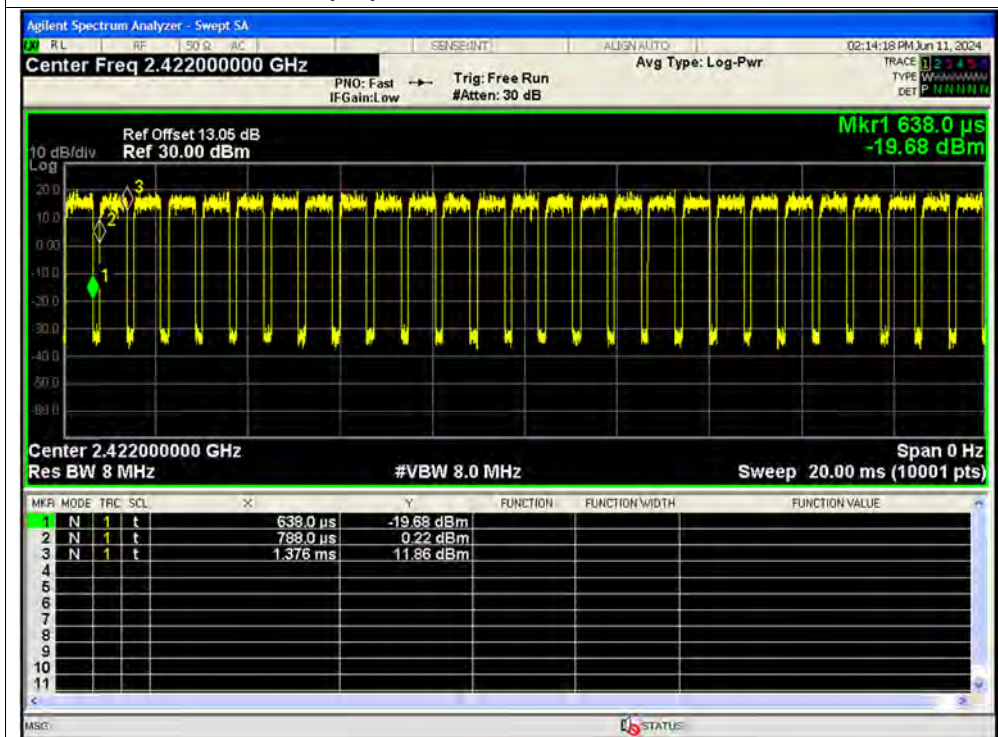 Agilent Spectrum Analyzer - Swept SA
RL RF 50 Ω AC SENSE:INT ALIGN AUTO 02:14:18 PM Jun 11, 2024
Center Freq 2.422000000 GHz Avg Type: Log-Pwr TRACE 1 2 3 4 5 6
PNO: Fast Trig: Free Run TYPE
IFGain:Low #Atten: 30 dB DET P N N N N N
Mkr1 638.0 µs
-19.68 dBm
Ref Offset 13.05 dB
10 dB/div Ref 30.00 dBm
Log
20.0
10.0
0.00
-10.0
-20.0
-30.0
-40.0
-50.0
-60.0
3
2
1
Center 2.422000000 GHz Span 0 Hz
Res BW 8 MHz #VBW 8.0 MHz Sweep 20.00 ms (10001 pts)
MKR MODE TRC SCL X Y FUNCTION FUNCTION WIDTH FUNCTION VALUE
1 N 1 t 638.0 µs -19.68 dBm
2 N 1 t 788.0 µs 0.22 dBm
3 N 1 t 1.376 ms 11.86 dBm
4
5
6
7
8
9
10
11
MSG STATUS